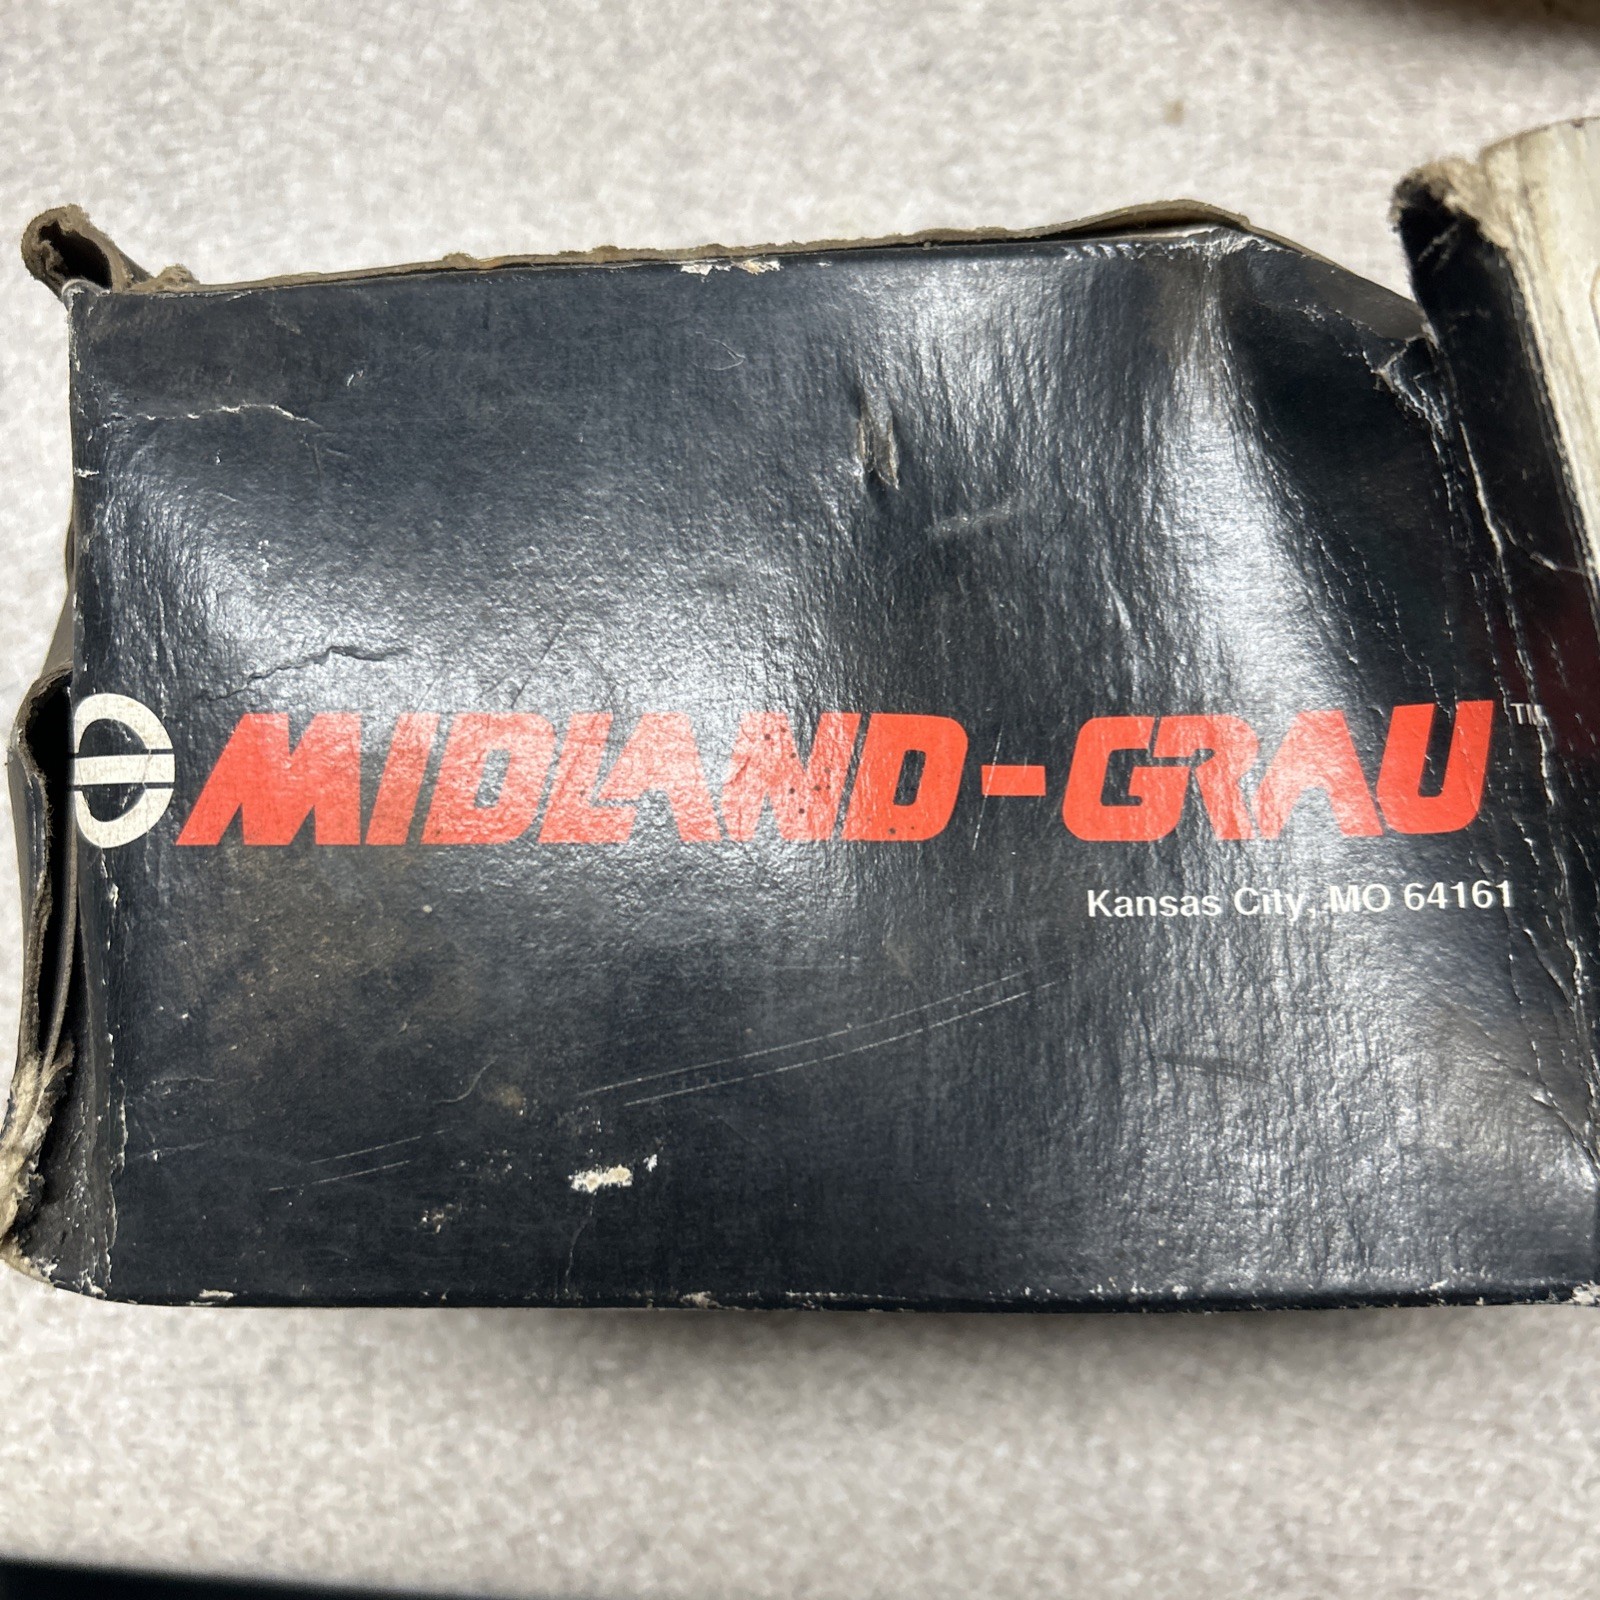 MIDLAND-GRAU™
Kansas City, MO 64161